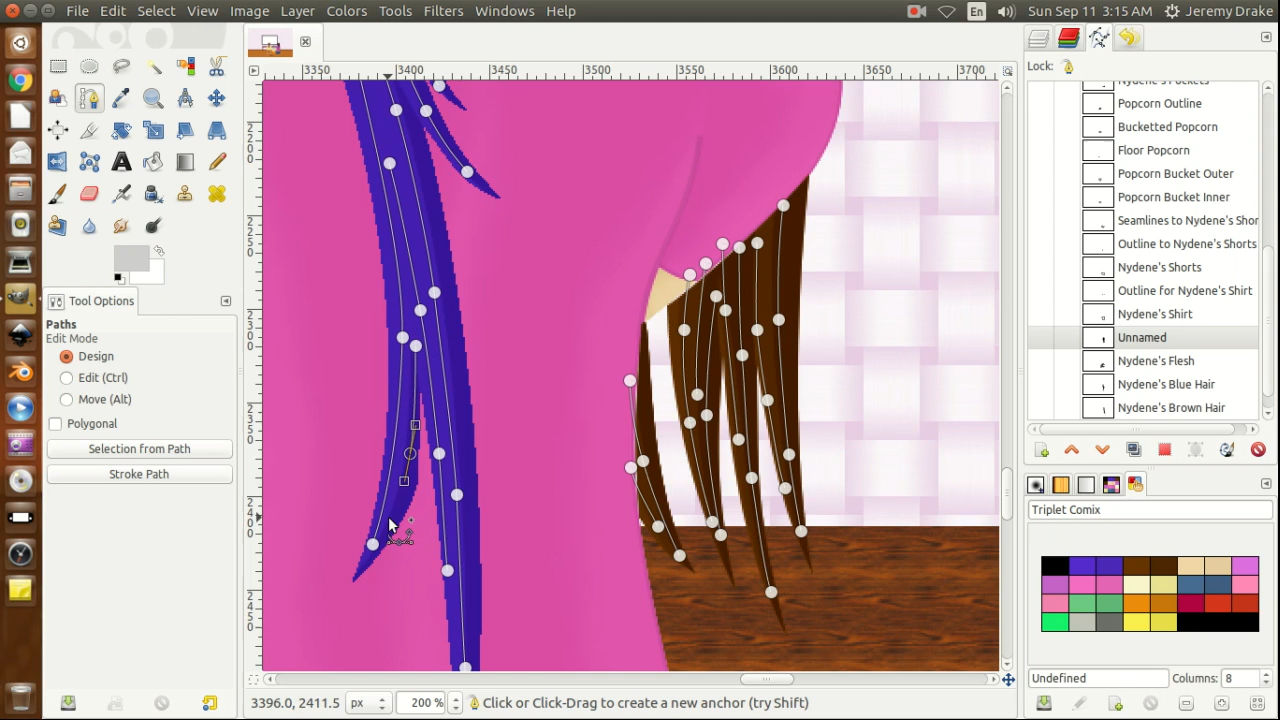 File Edit Select View Image Layer Colors Tools Filters Windows Help
En Sun Sep 11 3:15 AM Jeremy Drake
3350 3400 3450 3500 3550 3600 3650 3700
Lock:
Popcorn Outline
Bucketted Popcorn
Floor Popcorn
Popcorn Bucket Outer
Popcorn Bucket Inner
Seamlines to Nydene's Shor
Outline to Nydene's Shorts
Nydene's Shorts
Outline for Nydene's Shirt
Nydene's Shirt
Unnamed
Nydene's Flesh
Nydene's Blue Hair
Nydene's Brown Hair
Tool Options
Paths
Edit Mode
Design
Edit (Ctrl)
Move (Alt)
Polygonal
Selection from Path
Stroke Path
2250
2300
2350
2400
2450
Triplet Comix
Undefined
Columns: 8
3396.0, 2411.5 px 200 % Click or Click-Drag to create a new anchor (try Shift)